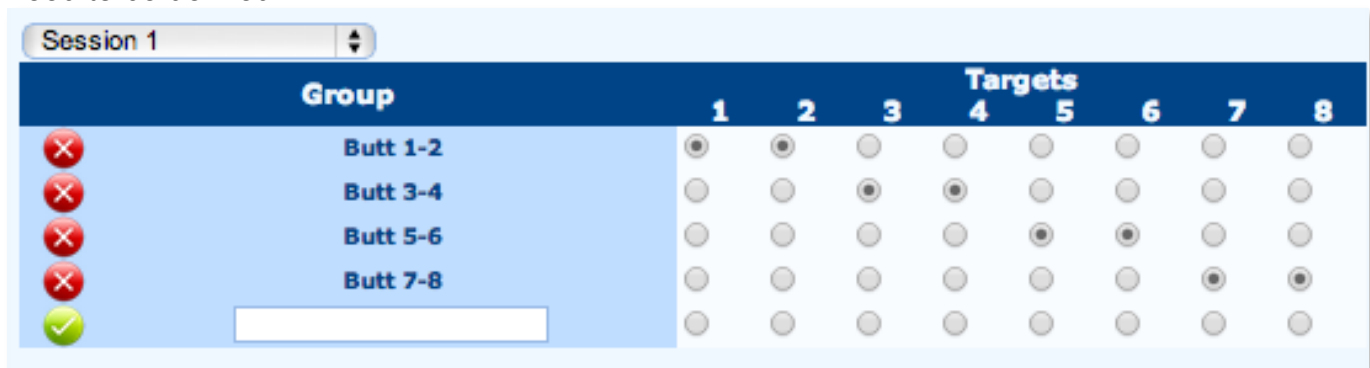 Session 1
Targets
Group 1 2 3 4 5 6 7 8
Butt 1-2
Butt 3-4
Butt 5-6
Butt 7-8